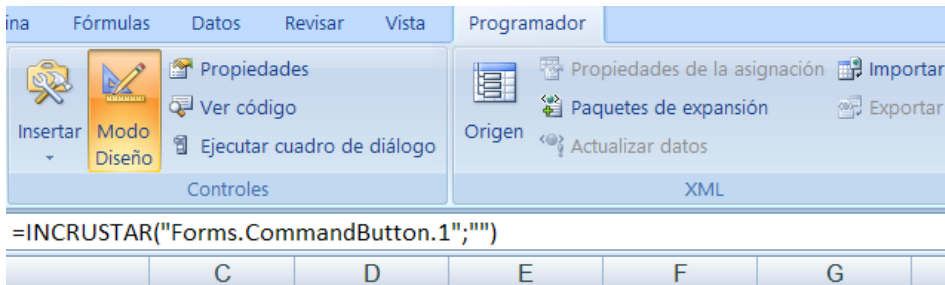 ina Fórmulas Datos Revisar Vista Programador
Insertar
Modo
Diseño
Propiedades
Ver código
Ejecutar cuadro de diálogo
Controles
Origen
Propiedades de la asignación
Paquetes de expansión
Actualizar datos
Importar
Exportar
XML
=INCRUSTAR("Forms.CommandButton.1";"")
C D E F G